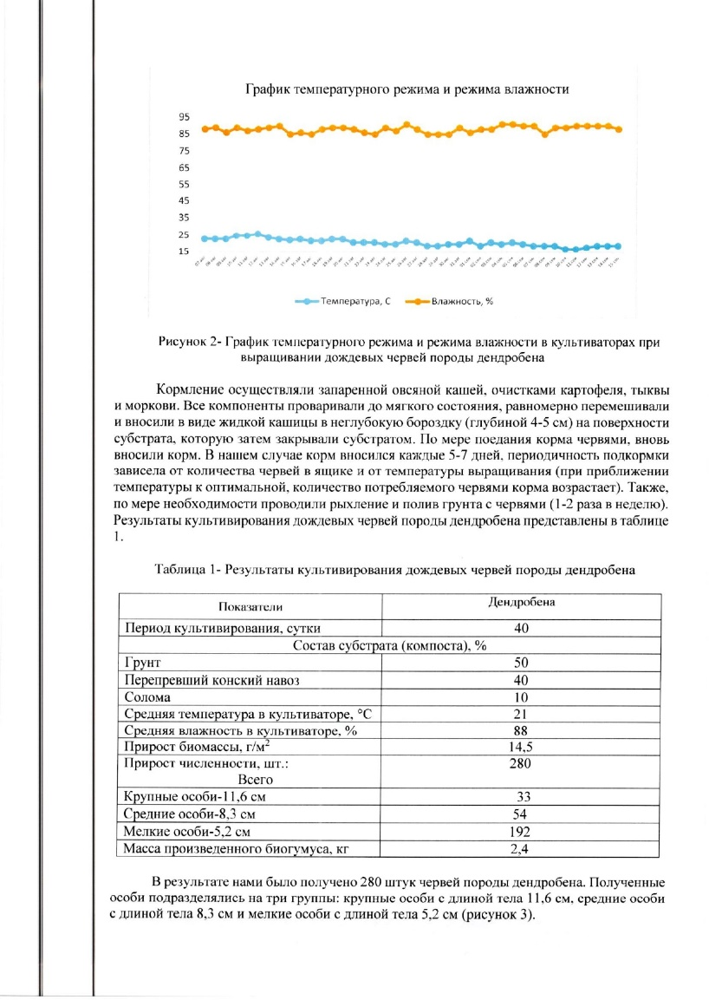 График температурного режима и режима влажности
95
85
75
65
55
45
35
25
15
Температура, С Влажность, %
Рисунок 2- График температурного режима и режима влажности в культиваторах при
выращивании дождевых червей породы дендробена
Кормление осуществляли запаренной овсяной кашей, очистками картофеля, тыквы
и моркови. Все компоненты проваривали до мягкого состояния, равномерно перемешивали
и вносили в виде жидкой кашицы в неглубокую бороздку (глубиной 4-5 см) на поверхности
субстрата, которую затем закрывали субстратом. По мере поедания корма червями, вновь
вносили корм. В нашем случае корм вносился каждые 5-7 дней, периодичность подкормки
зависела от количества червей в ящике и от температуры выращивания (при приближении
температуры к оптимальной, количество потребляемого червями корма возрастает). Также,
по мере необходимости проводили рыхление и полив грунта с червями (1-2 раза в неделю).
Результаты культивирования дождевых червей породы дендробена представлены в таблице
1.
Таблица 1- Результаты культивирования дождевых червей породы дендробена
Показатели Дендробена
Период культивирования, сутки 40
Состав субстрата (компоста), %
Грунт 50
Перепревший конский навоз 40
Солома 10
Средняя температура в культиваторе, °С 21
Средняя влажность в культиваторе, % 88
Прирост биомассы, г/м² 14,5
Прирост численности, шт.: 280
Всего
Крупные особи-11,6 см 33
Средние особи-8,3 см 54
Мелкие особи-5,2 см 192
Масса произведенного биогумуса, кг 2,4
В результате нами было получено 280 штук червей породы дендробена. Полученные
особи подразделялись на три группы: крупные особи с длиной тела 11,6 см, средние особи
с длиной тела 8,3 см и мелкие особи с длиной тела 5,2 см (рисунок 3).